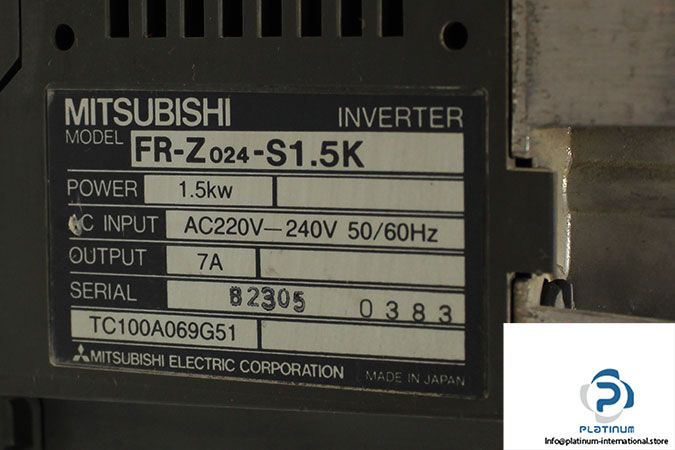 MITSUBISHI INVERTER
MODEL FR-Z024-S1.5K
POWER 1.5kw
AC INPUT AC220V-240V 50/60Hz
OUTPUT 7A
SERIAL B2305 0383
TC100A069G51
MITSUBISHI ELECTRIC CORPORATION MADE IN JAPAN
PLATINUM
Info@platinum-international.store